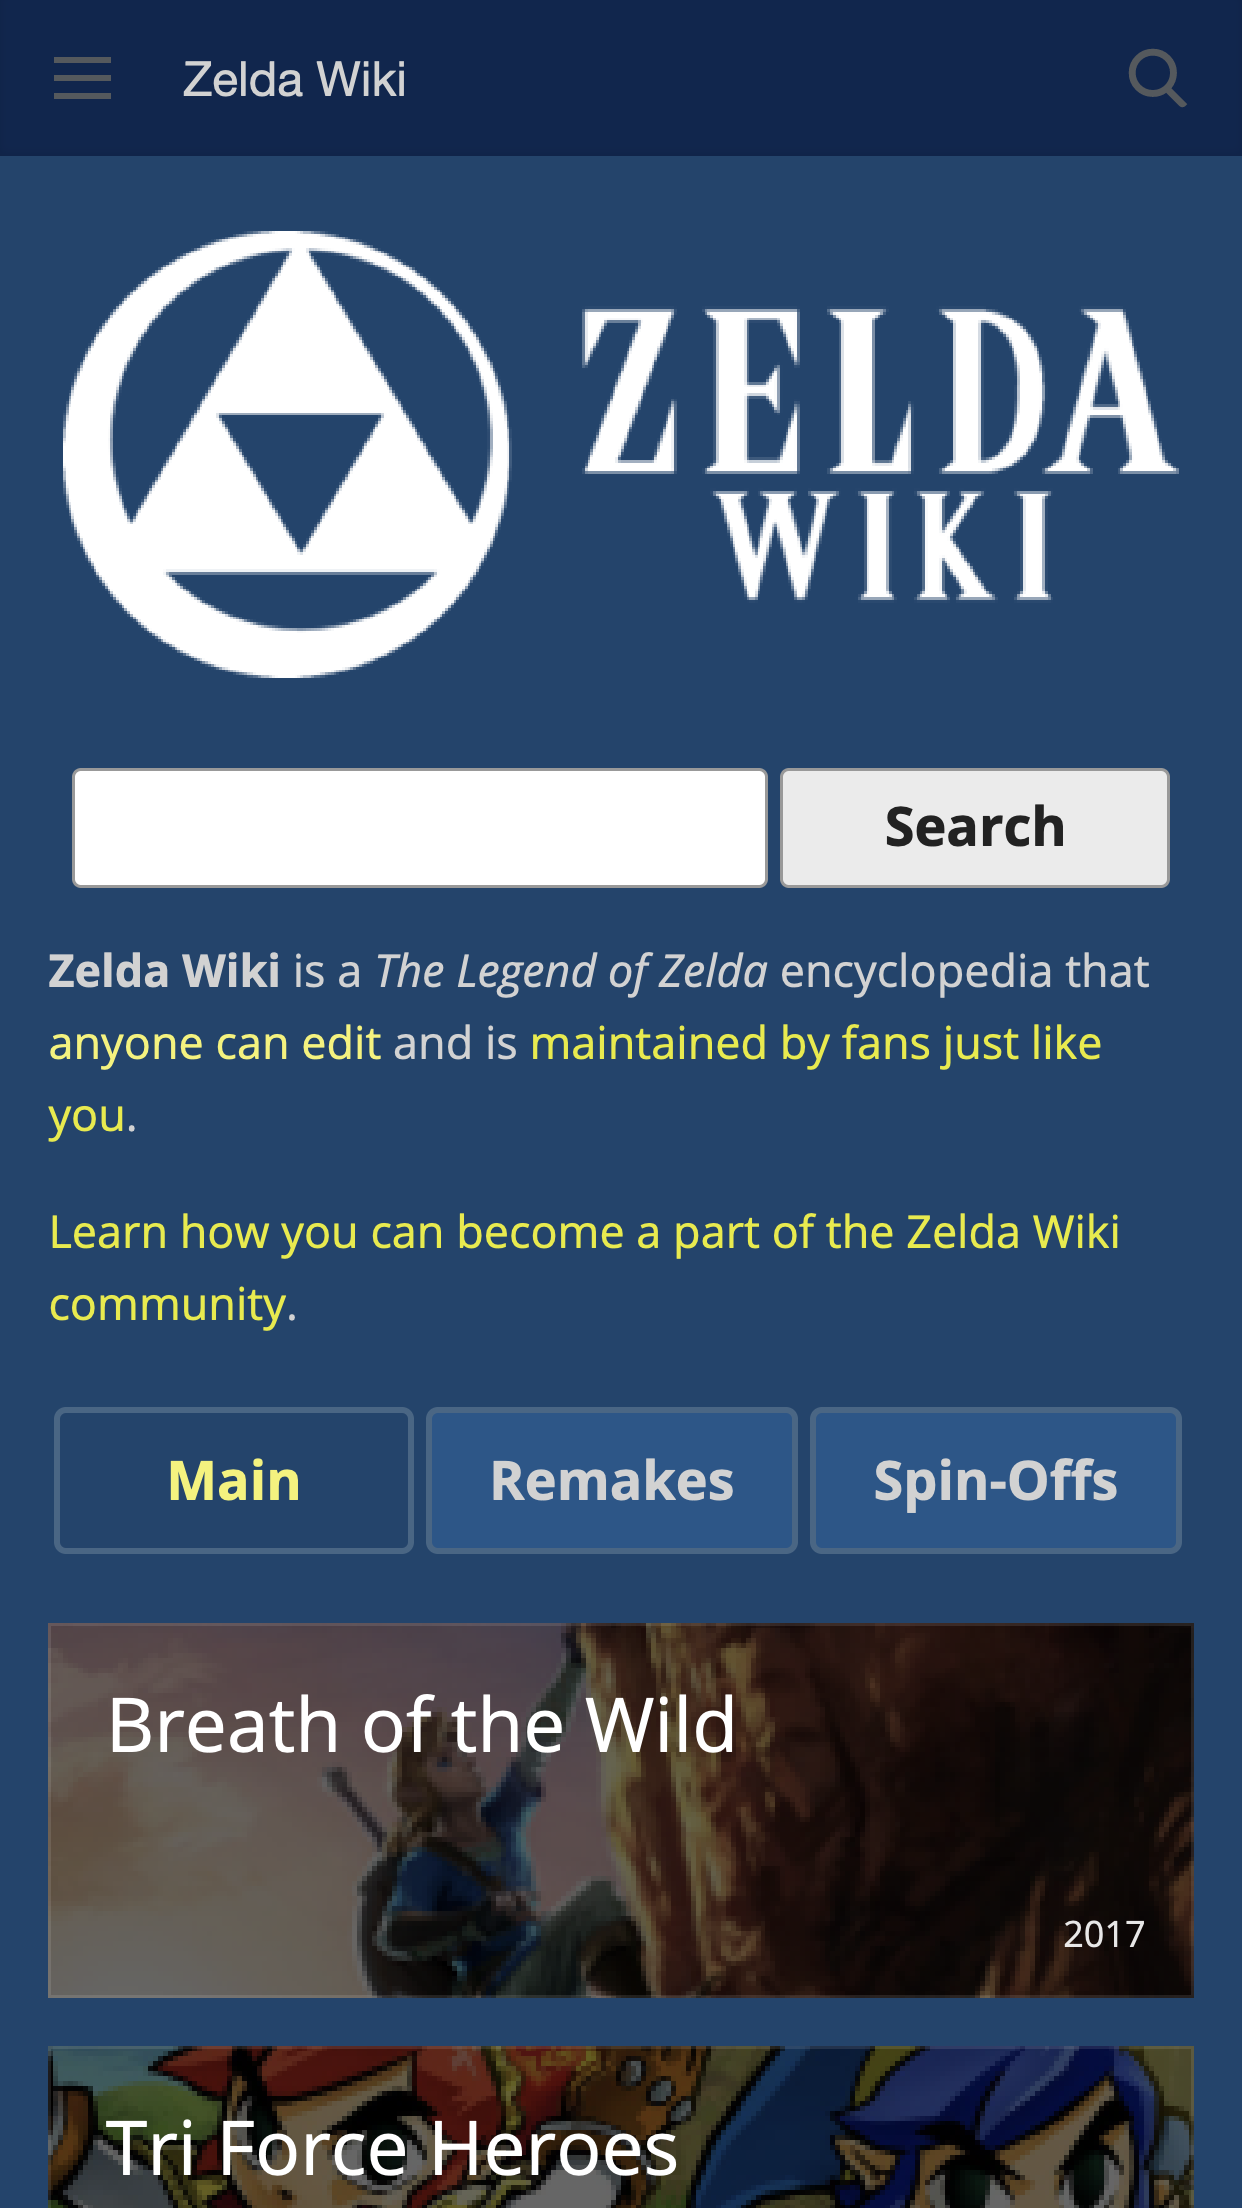 Zelda Wiki
ZELDA
WIKI
Search
Zelda Wiki is a The Legend of Zelda encyclopedia that
anyone can edit and is maintained by fans just like
you.
Learn how you can become a part of the Zelda Wiki
community.
Main Remakes Spin-Offs
Breath of the Wild
2017
Tri Force Heroes